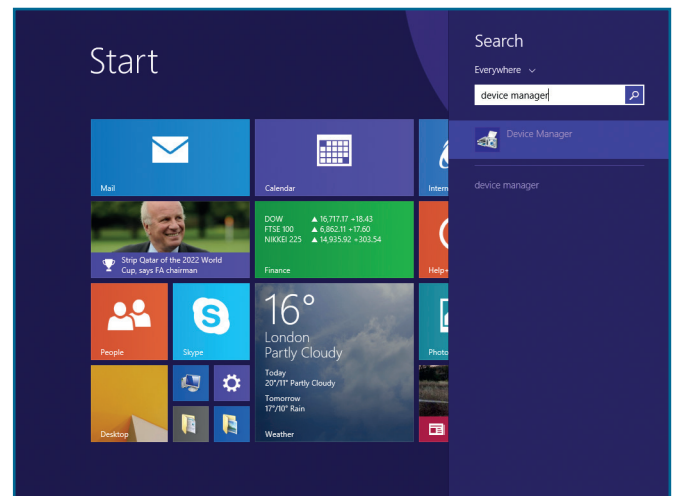 Start
Search
Everywhere
device manager
Device Manager
device manager
Mail
Calendar
Intern
Strip Qatar of the 2022 World
Cup, says FA chairman
DOW ▲ 16,717.17 +18.43
FTSE 100 ▲ 6,862.11 +17.60
NIKKEI 225 ▲ 14,935.92 +303.54
Finance
Help+
People
Skype
16°
London
Partly Cloudy
Today
20°/11° Partly Cloudy
Tomorrow
17°/10° Rain
Weather
Photo
Desktop